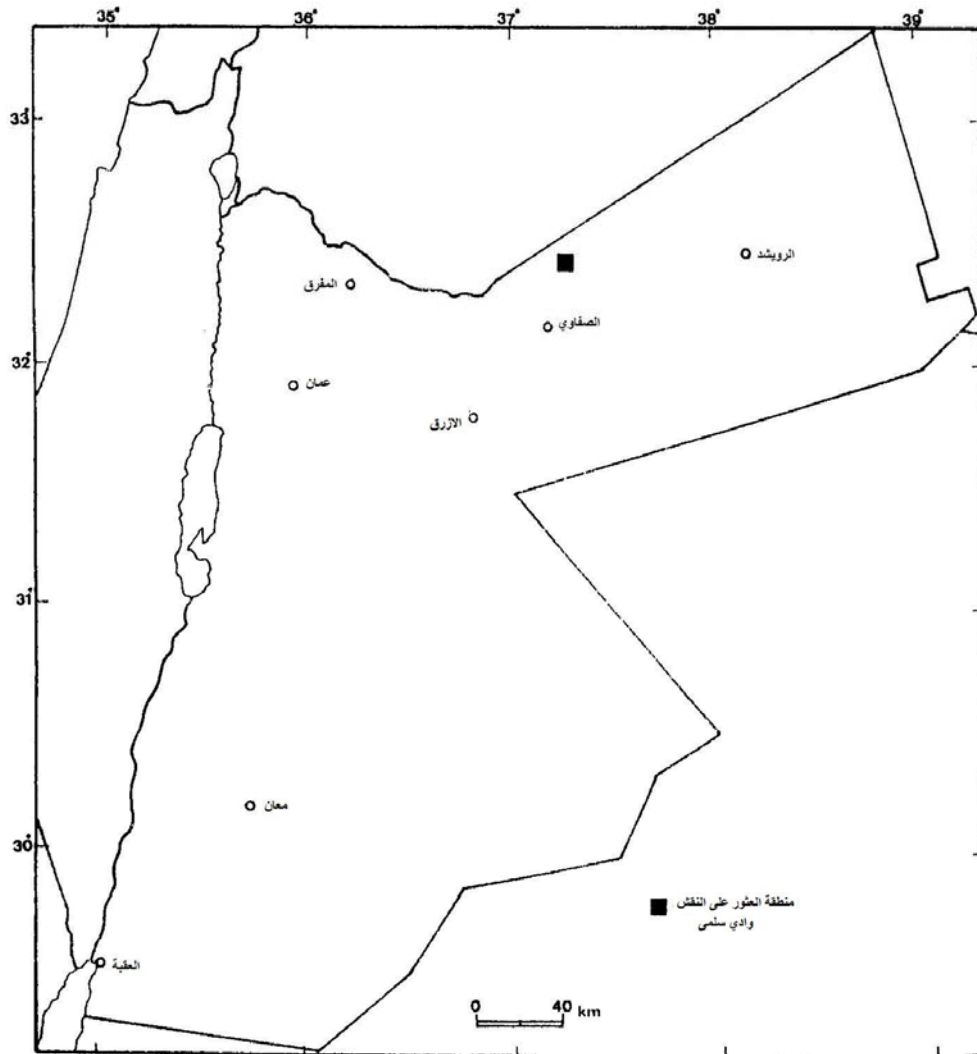 35° 36° 37° 38° 39°
33°
الرويشد
المفرق
الصفاوي
32°
عمان
الازرق
31°
معان
30°
منطقة العثور على النقش
وادي سلمى
العقبة
0 40 km